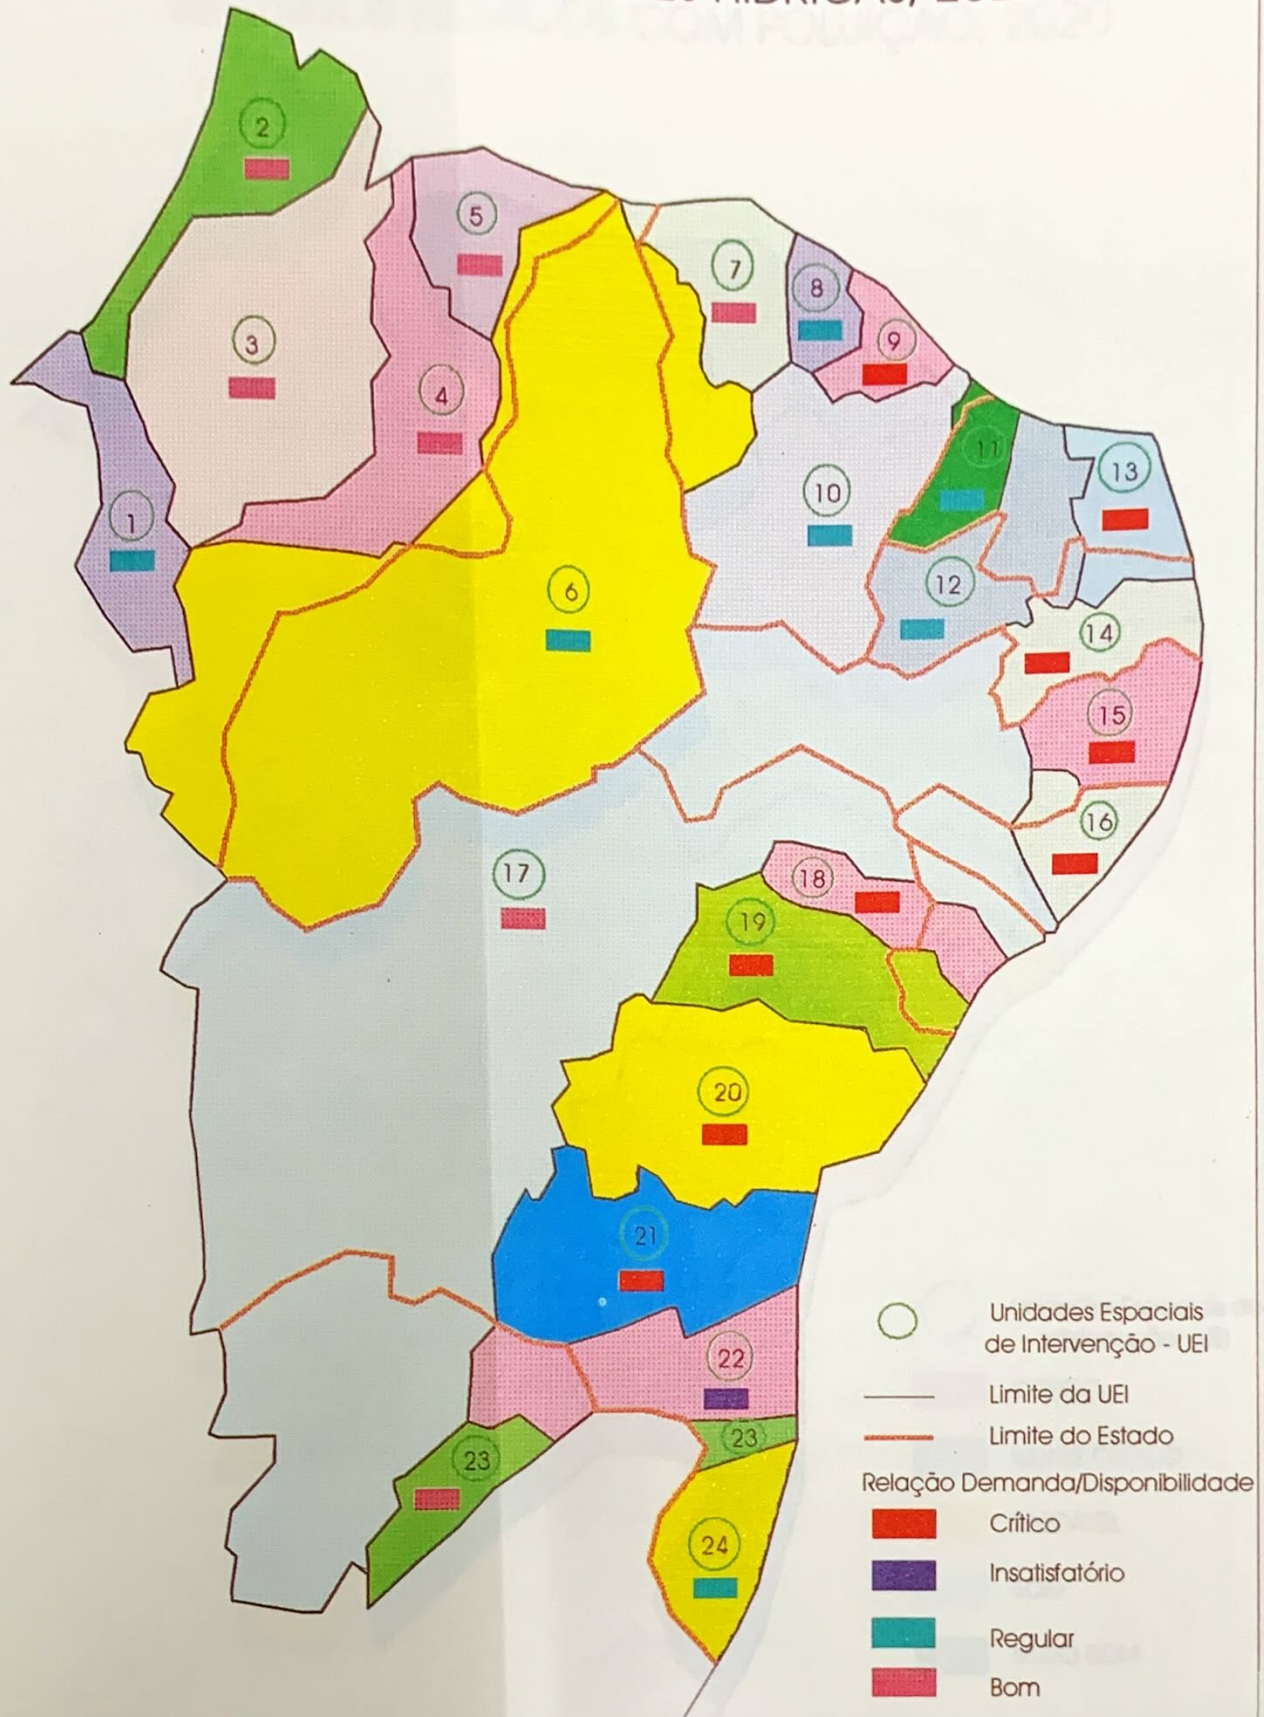 2
5
7
8
3
9
4
11
13
10
1
12
6
14
15
16
17
18
19
20
21
Unidades Espaciais
de Intervenção - UEI
22
Limite da UEI
23
Limite do Estado
23
Relação Demanda/Disponibilidade
Crítico
24
Insatisfatório
Regular
Bom